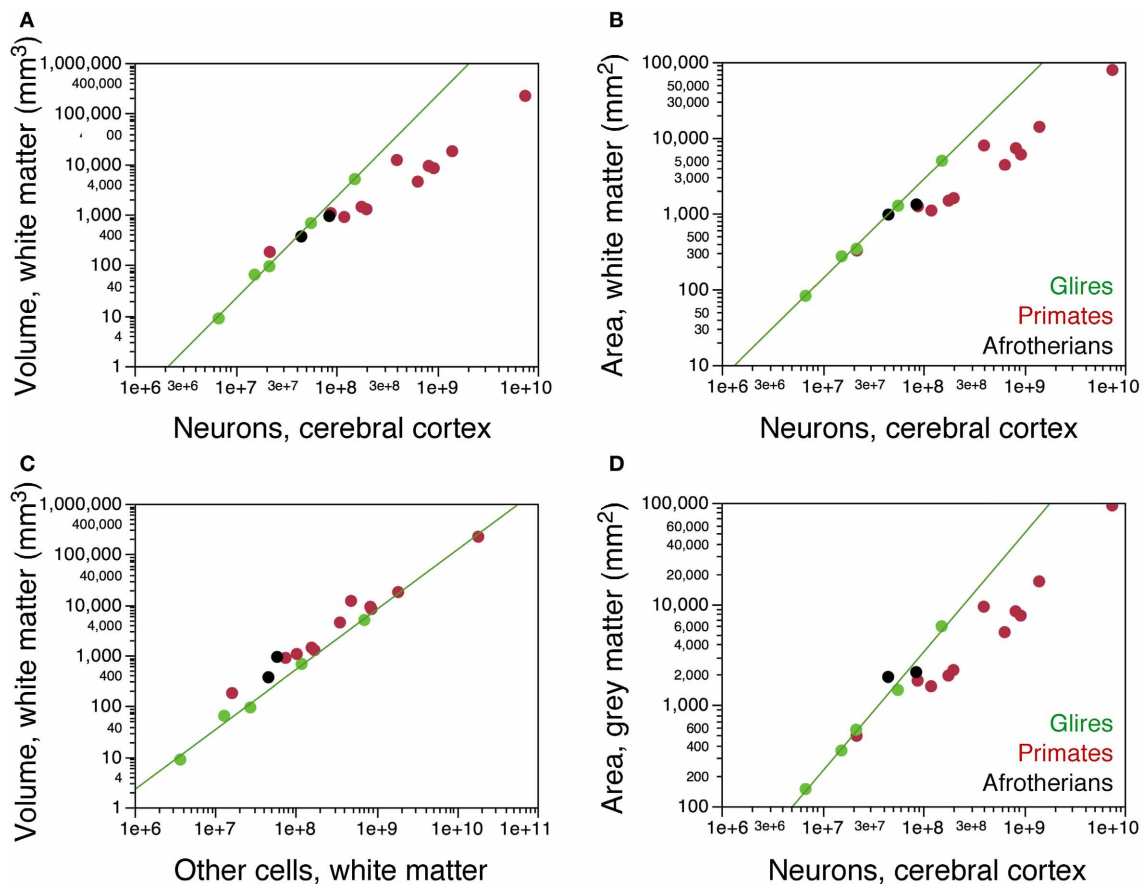 A
Volume, white matter (mm3)
1,000,000
400,000
100,000
00
10,000
4,000
1,000
400
100
40
10
4
1
1e+6 3e+6 1e+7 3e+7 1e+8 3e+8 1e+9 1e+10
Neurons, cerebral cortex
B
Area, white matter (mm2)
100,000
50,000
30,000
10,000
5,000
3,000
1,000
500
300
100
50
30
10
Glires
Primates
Afrotherians
1e+6 3e+6 1e+7 3e+7 1e+8 3e+8 1e+9 1e+10
Neurons, cerebral cortex
C
Volume, white matter (mm3)
1,000,000
400,000
100,000
40,000
10,000
4,000
1,000
400
100
40
10
4
1
1e+6 1e+7 1e+8 1e+9 1e+10 1e+11
Other cells, white matter
D
Area, grey matter (mm2)
100,000
60,000
40,000
20,000
10,000
6,000
4,000
2,000
1,000
600
400
200
100
Glires
Primates
Afrotherians
1e+6 3e+6 1e+7 3e+7 1e+8 3e+8 1e+9 1e+10
Neurons, cerebral cortex